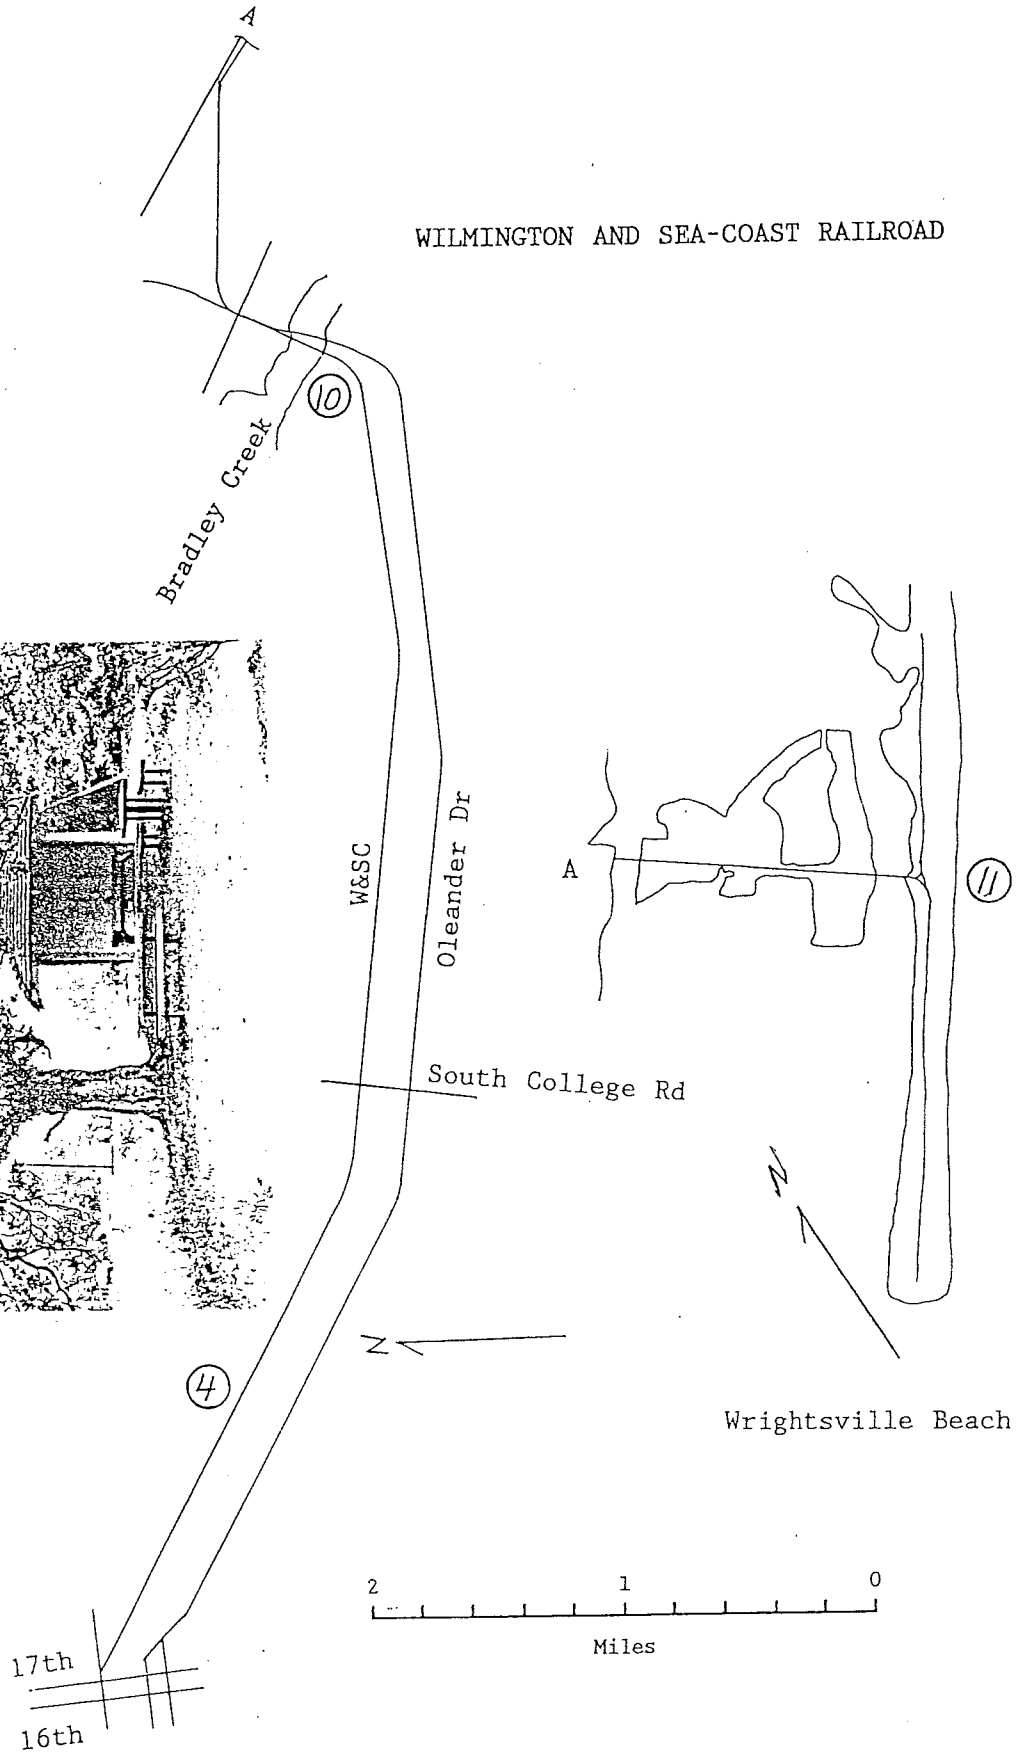 A
WILMINGTON AND SEA-COAST RAILROAD
10
Bradley Creek
W&SC
Oleander Dr
A
11
South College Rd
N
N
4
Wrightsville Beach
2 1 0
Miles
17th
16th